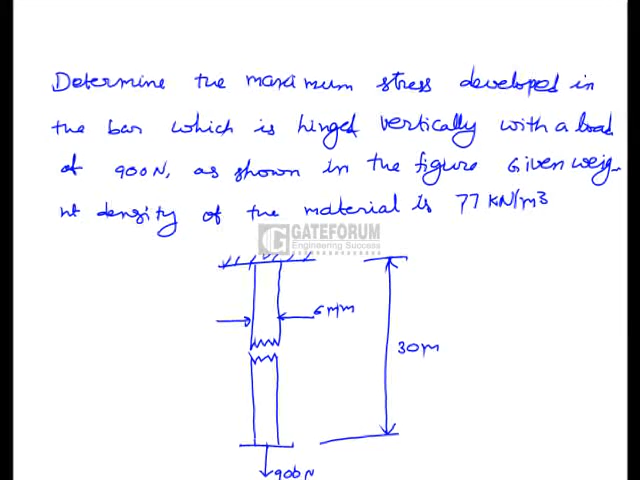 Determine the maximum stress developed in
the bar which is hinged vertically with a load
of 900N, as shown in the figure Given weig-
ht density of the material is 77 KN/m3
GATEFORUM
Engineering Success
6m/m
30m
900N